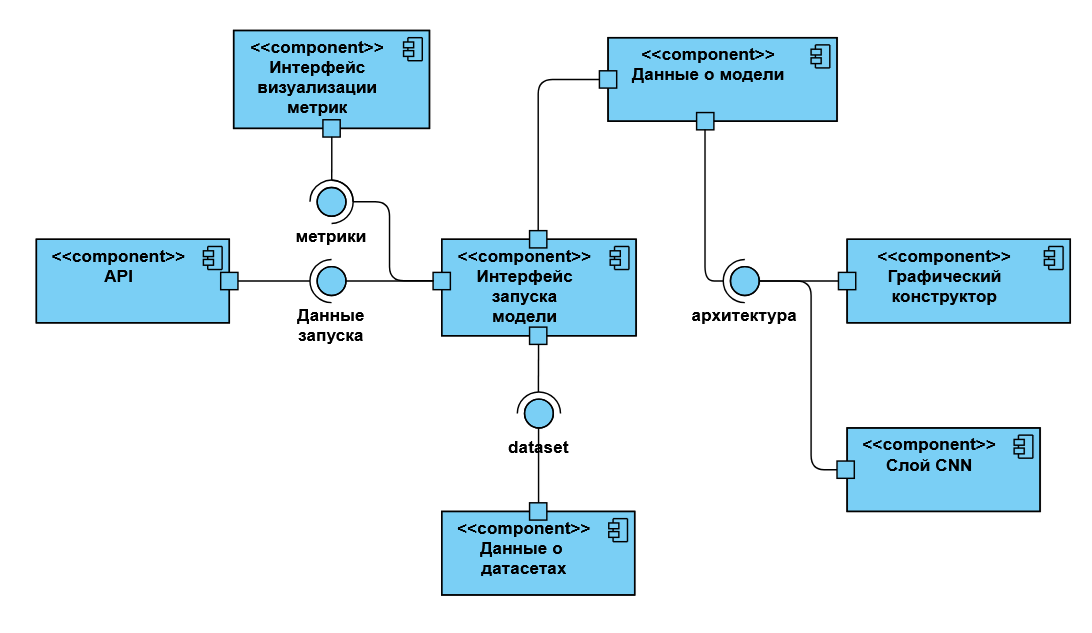 <<component>>
Интерфейс
визуализации
метрик
<<component>>
Данные о модели
метрики
<<component>>
API
Данные
запуска
<<component>>
Интерфейс
запуска
модели
архитектура
<<component>>
Графический
конструктор
dataset
<<component>>
Слой CNN
<<component>>
Данные о
датасетах